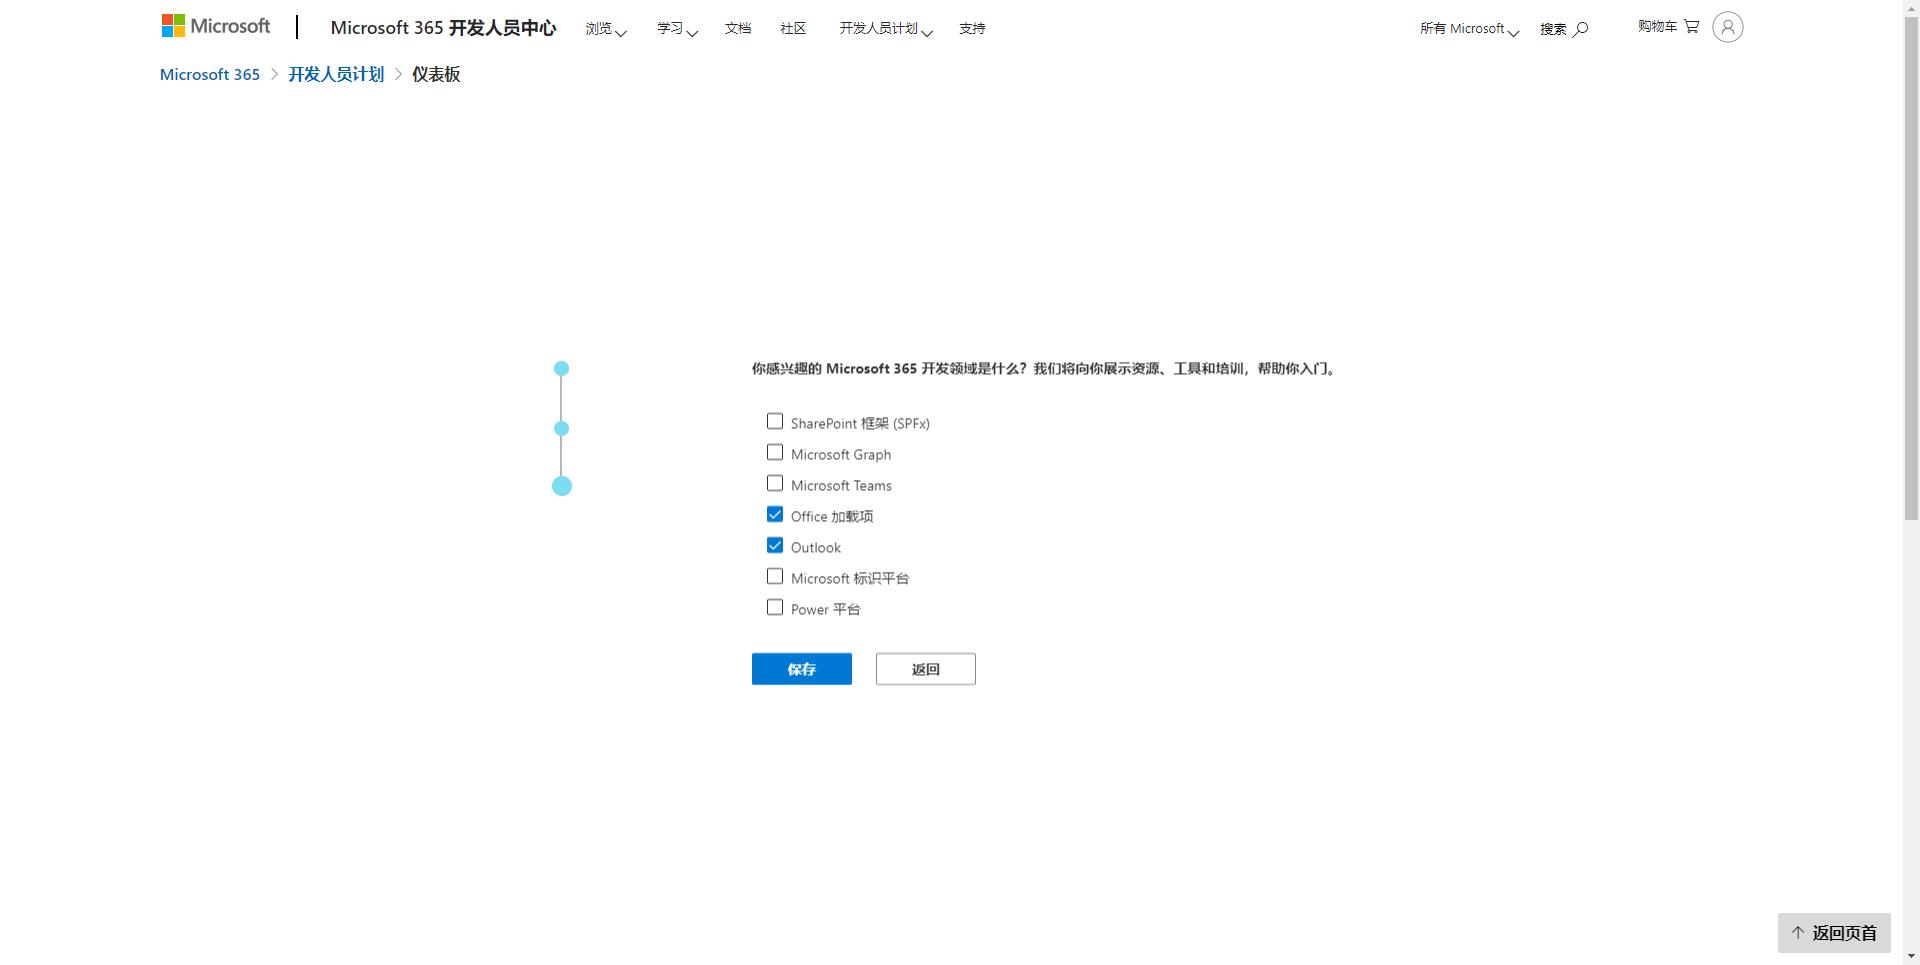 Microsoft
Microsoft 365 开发人员中心
浏览
学习
文档
社区
开发人员计划
支持
所有 Microsoft
搜索
购物车
Microsoft 365 > 开发人员计划 > 仪表板
你感兴趣的 Microsoft 365 开发领域是什么？我们将向你展示资源、工具和培训，帮助你入门。
SharePoint 框架 (SPFx)
Microsoft Graph
Microsoft Teams
Office 加载项
Outlook
Microsoft 标识平台
Power 平台
保存
返回
返回页首